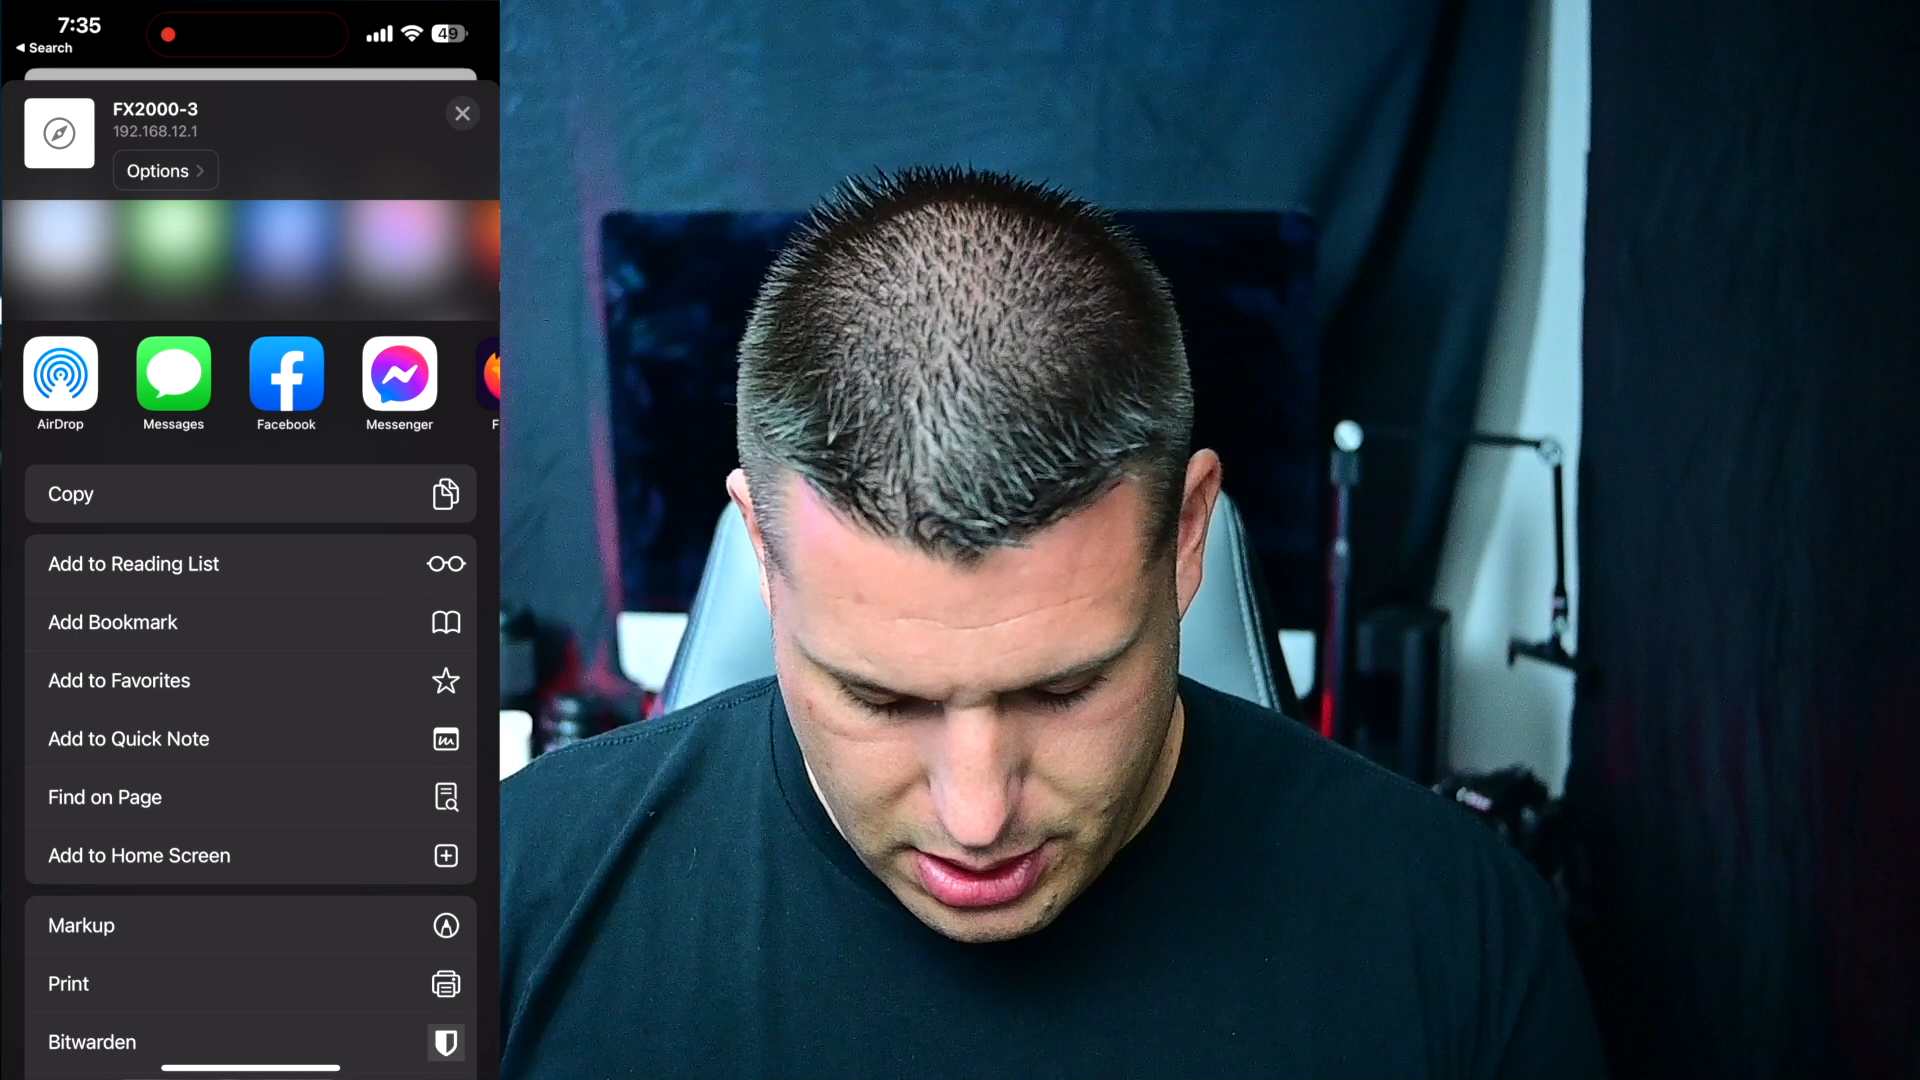 7:35
49
◀ Search
FX2000-3
192.168.12.1
Options >
AirDrop
Messages
Facebook
Messenger
F
Copy
Add to Reading List
Add Bookmark
Add to Favorites
Add to Quick Note
Find on Page
Add to Home Screen
Markup
Print
Bitwarden